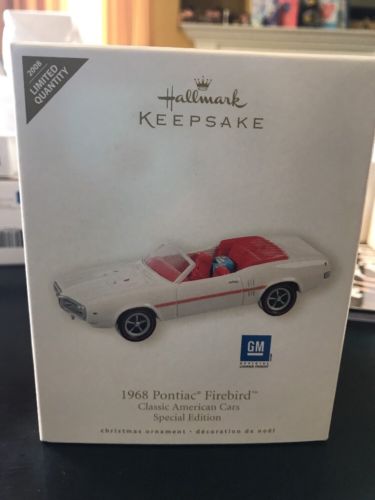 2008
LIMITED
QUANTITY
Hallmark
KEEPSAKE
GM
1968 Pontiac® Firebird™
Classic American Cars
Special Edition
christmas ornament • décoration de noël